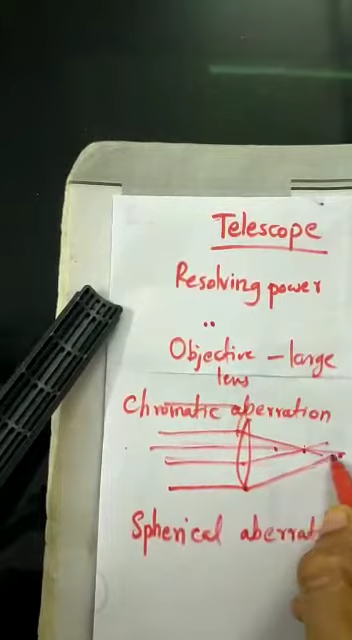 Telescope
Resolving power
Objective - large
lens
Chromatic aberration
Spherical aberrat